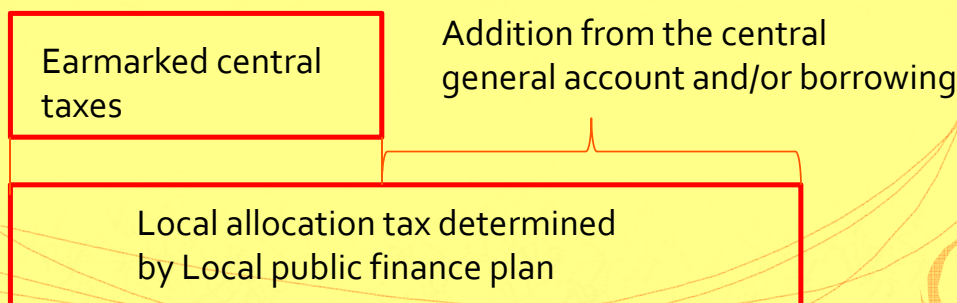 Earmarked central
taxes
Addition from the central
general account and/or borrowing
Local allocation tax determined
by Local public finance plan